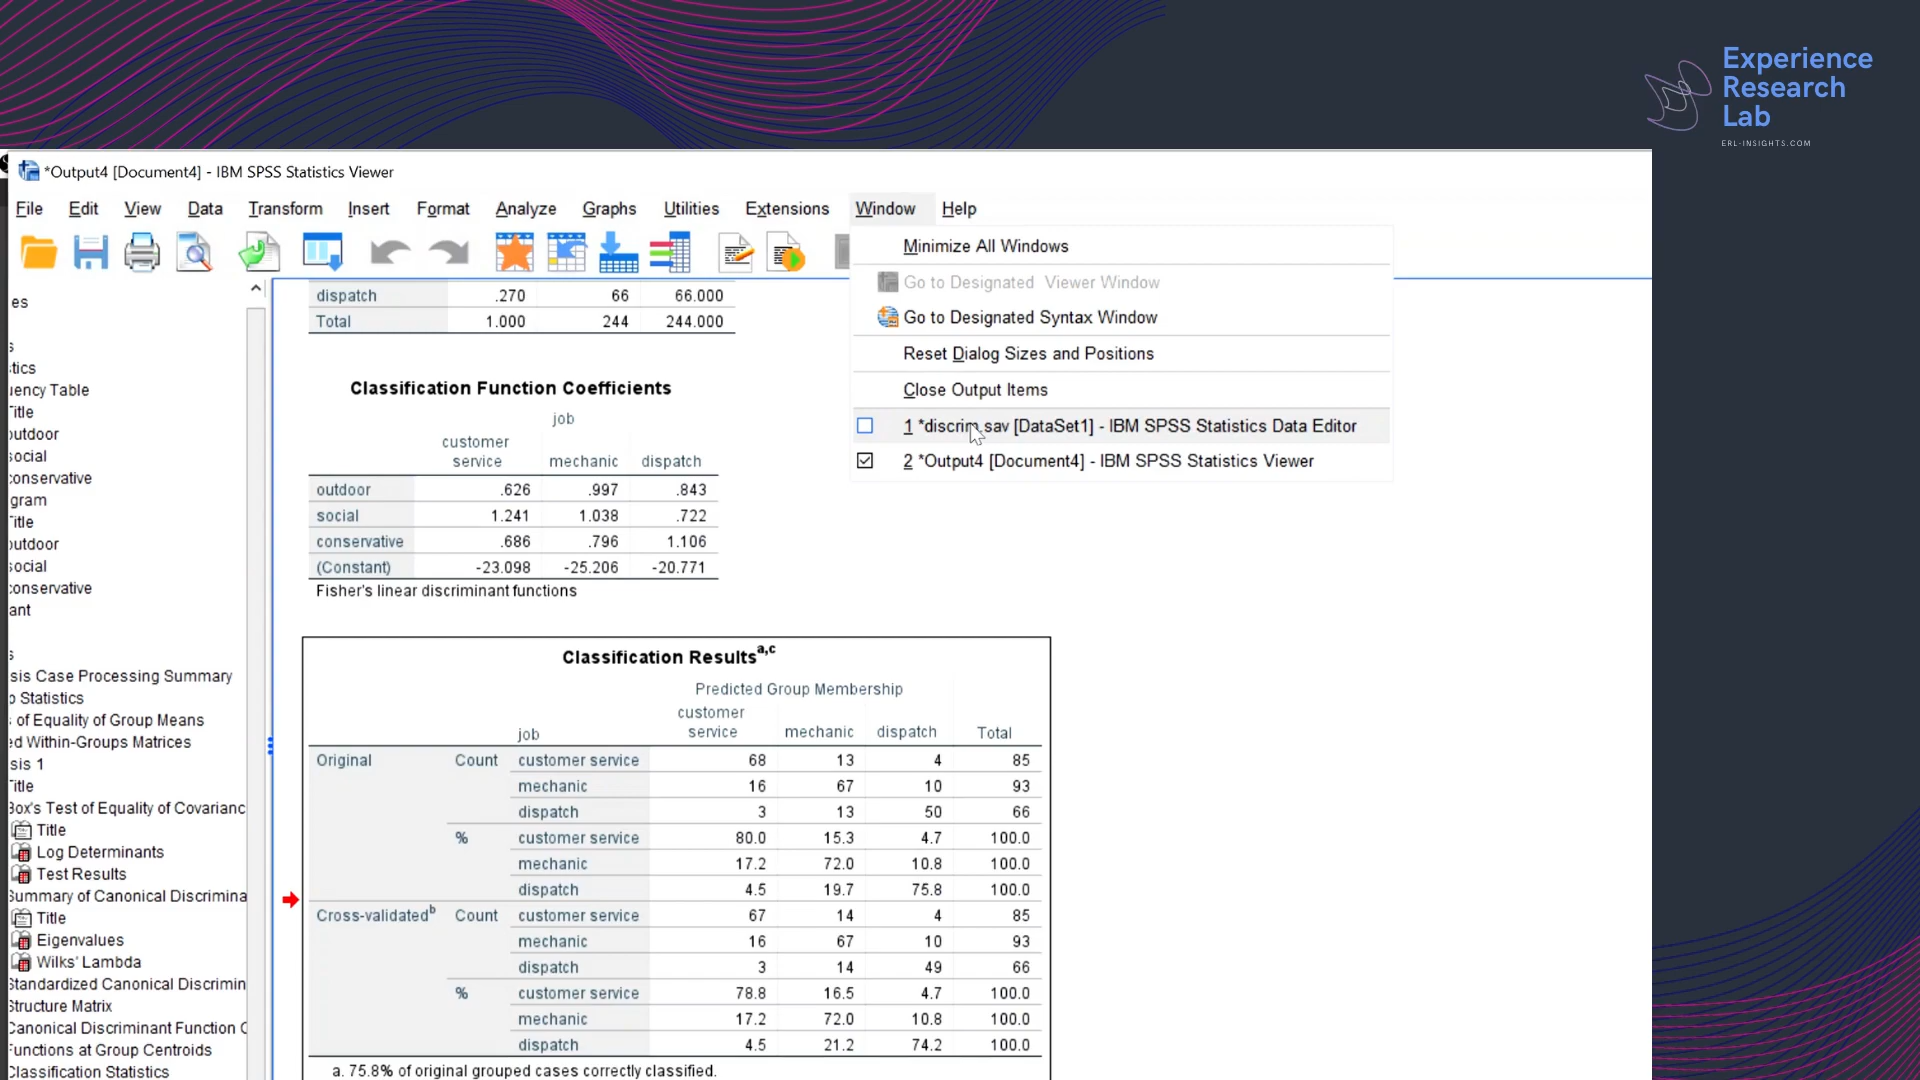 Experience
Research
Lab
ERL-INSIGHTS.COM
*Output4 [Document4] - IBM SPSS Statistics Viewer
File Edit View Data Transform Insert Format Analyze Graphs Utilities Extensions Window Help
Minimize All Windows
Go to Designated Viewer Window
Go to Designated Syntax Window
Reset Dialog Sizes and Positions
Close Output Items
1 *discrim.sav [DataSet1] - IBM SPSS Statistics Data Editor
2 *Output4 [Document4] - IBM SPSS Statistics Viewer
es
s
tics
uency Table
Title
outdoor
social
conservative
gram
Title
outdoor
social
conservative
ant
s
sis Case Processing Summary
p Statistics
s of Equality of Group Means
ed Within-Groups Matrices
sis 1
Title
Box's Test of Equality of Covarianc
Title
Log Determinants
Test Results
Summary of Canonical Discrimina
Title
Eigenvalues
Wilks' Lambda
Standardized Canonical Discrimin
Structure Matrix
Canonical Discriminant Function C
Functions at Group Centroids
Classification Statistics
dispatch .270 66 66.000
Total 1.000 244 244.000
Classification Function Coefficients
job
customer
service mechanic dispatch
outdoor .626 .997 .843
social 1.241 1.038 .722
conservative .686 .796 1.106
(Constant) -23.098 -25.206 -20.771
Fisher's linear discriminant functions
Classification Results a,c
Predicted Group Membership
customer
job service mechanic dispatch Total
Original Count customer service 68 13 4 85
mechanic 16 67 10 93
dispatch 3 13 50 66
% customer service 80.0 15.3 4.7 100.0
mechanic 17.2 72.0 10.8 100.0
dispatch 4.5 19.7 75.8 100.0
Cross-validated b Count customer service 67 14 4 85
mechanic 16 67 10 93
dispatch 3 14 49 66
% customer service 78.8 16.5 4.7 100.0
mechanic 17.2 72.0 10.8 100.0
dispatch 4.5 21.2 74.2 100.0
a. 75.8% of original grouped cases correctly classified.